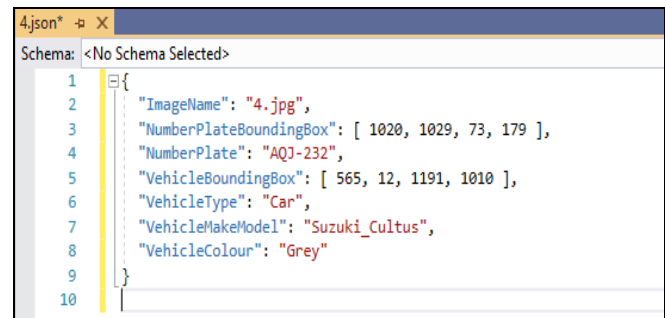 4.json*
Schema: <No Schema Selected>
1 {
2 "ImageName": "4.jpg",
3 "NumberPlateBoundingBox": [ 1020, 1029, 73, 179 ],
4 "NumberPlate": "AQJ-232",
5 "VehicleBoundingBox": [ 565, 12, 1191, 1010 ],
6 "VehicleType": "Car",
7 "VehicleMakeModel": "Suzuki_Cultus",
8 "VehicleColour": "Grey"
9 }
10